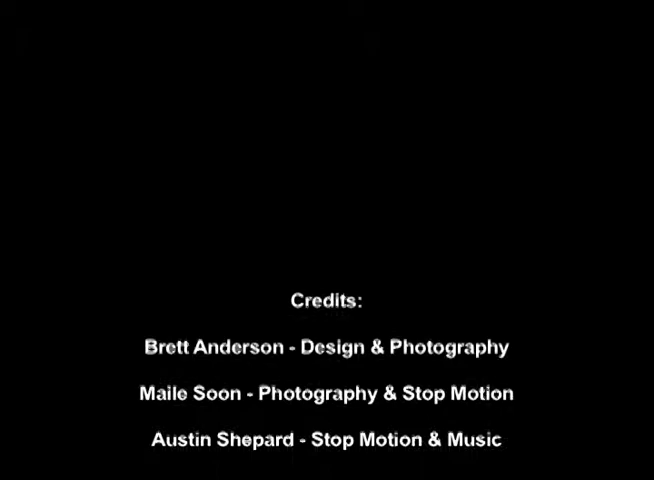 Credits:
Brett Anderson - Design & Photography
Maile Soon - Photography & Stop Motion
Austin Shepard - Stop Motion & Music